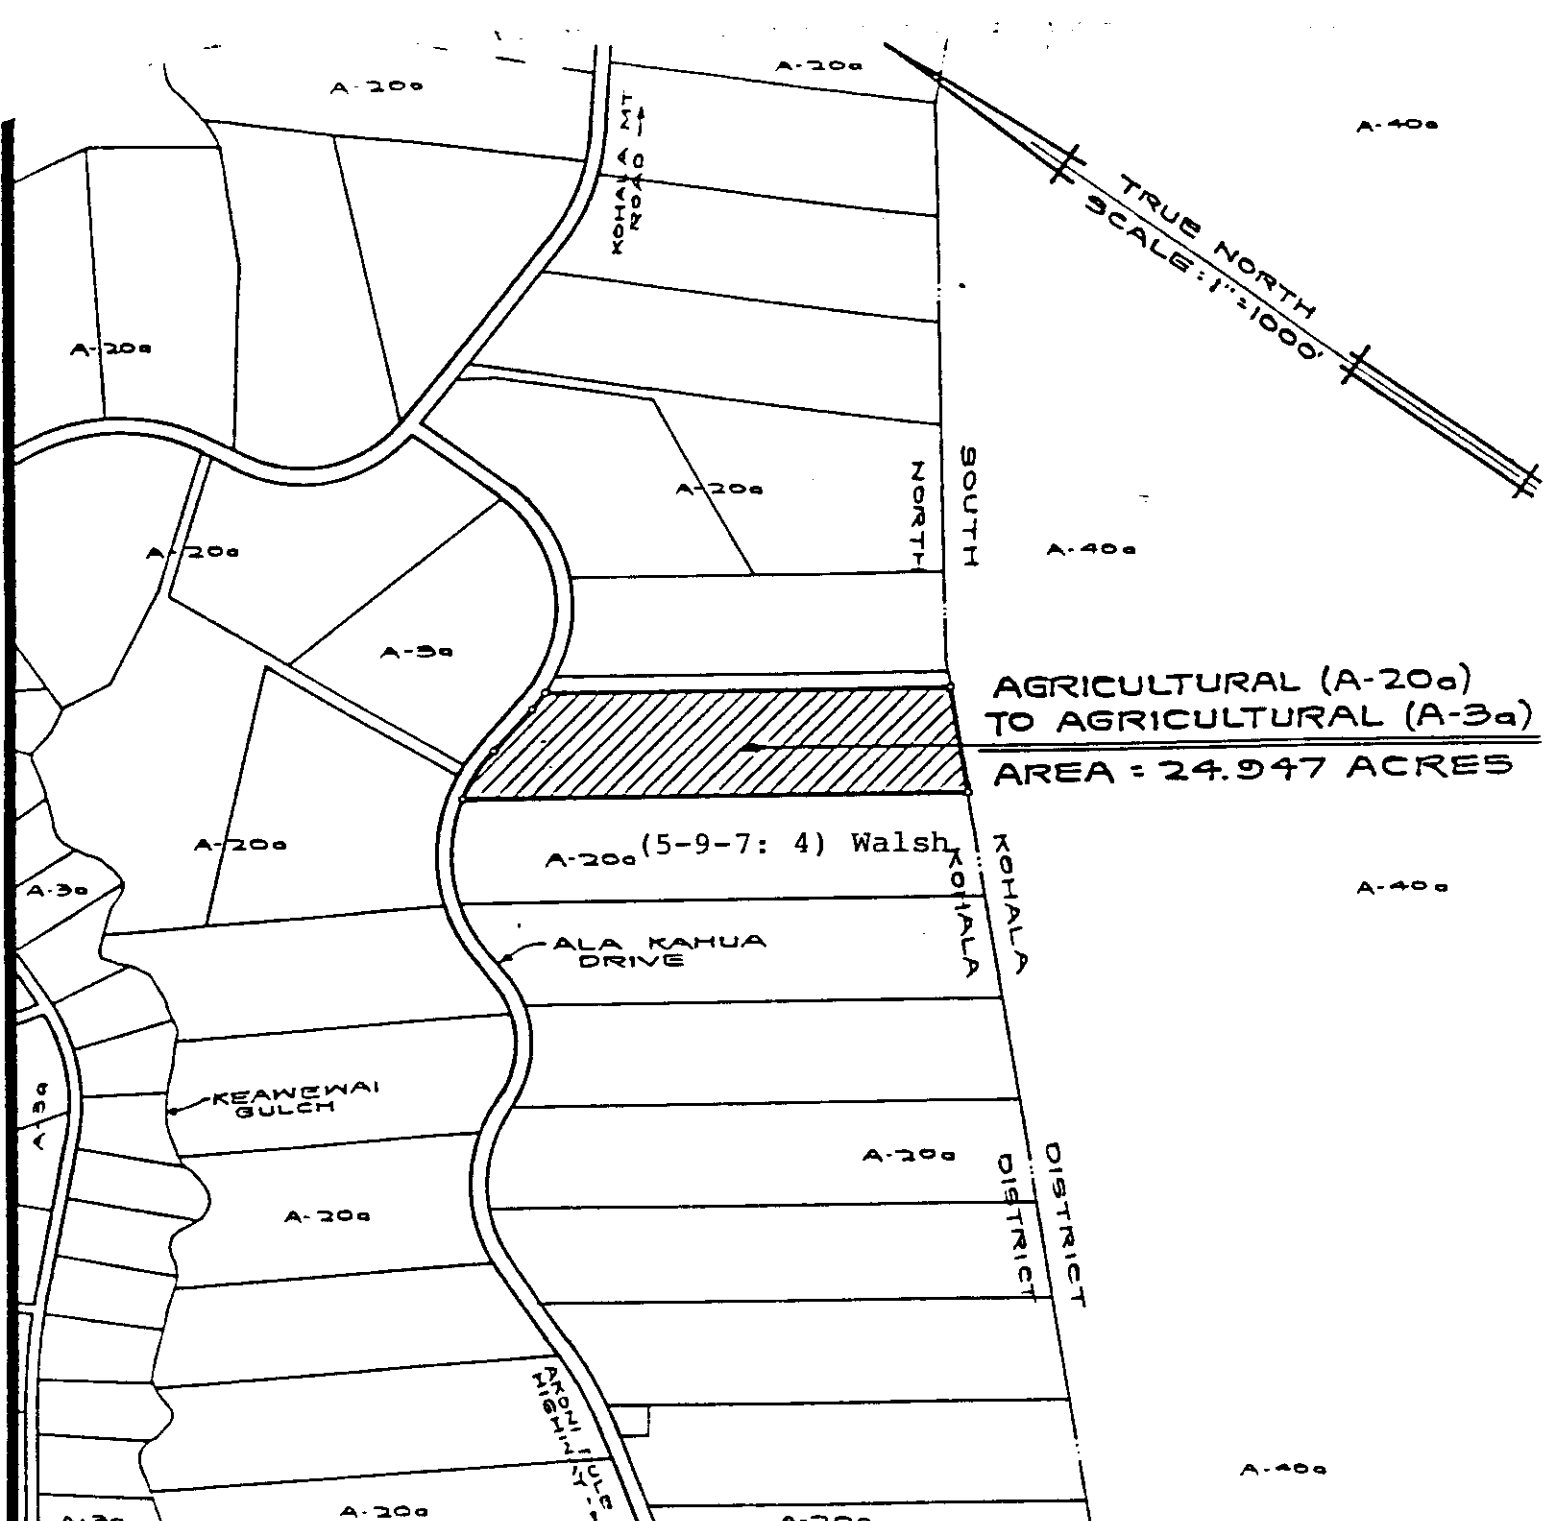 A-20a
A-20a
A-40a
KOHALA MT
ROAD
TRUE NORTH
SCALE: 1"=1000'
A-20a
A-20a
SOUTH
NORTH
A-20a
A-40a
A-3a
AGRICULTURAL (A-20a)
TO AGRICULTURAL (A-3a)
AREA = 24.947 ACRES
A-20a
A-20a
(5-9-7: 4) Walsh
KOHALA
KOHALA
A-3a
A-40a
ALA KAHUA
DRIVE
A-3a
KEAWEWAI
GULCH
A-20a
DISTRICT
DISTRICT
A-20a
A-40a
A-20a
A-3a
A-20a